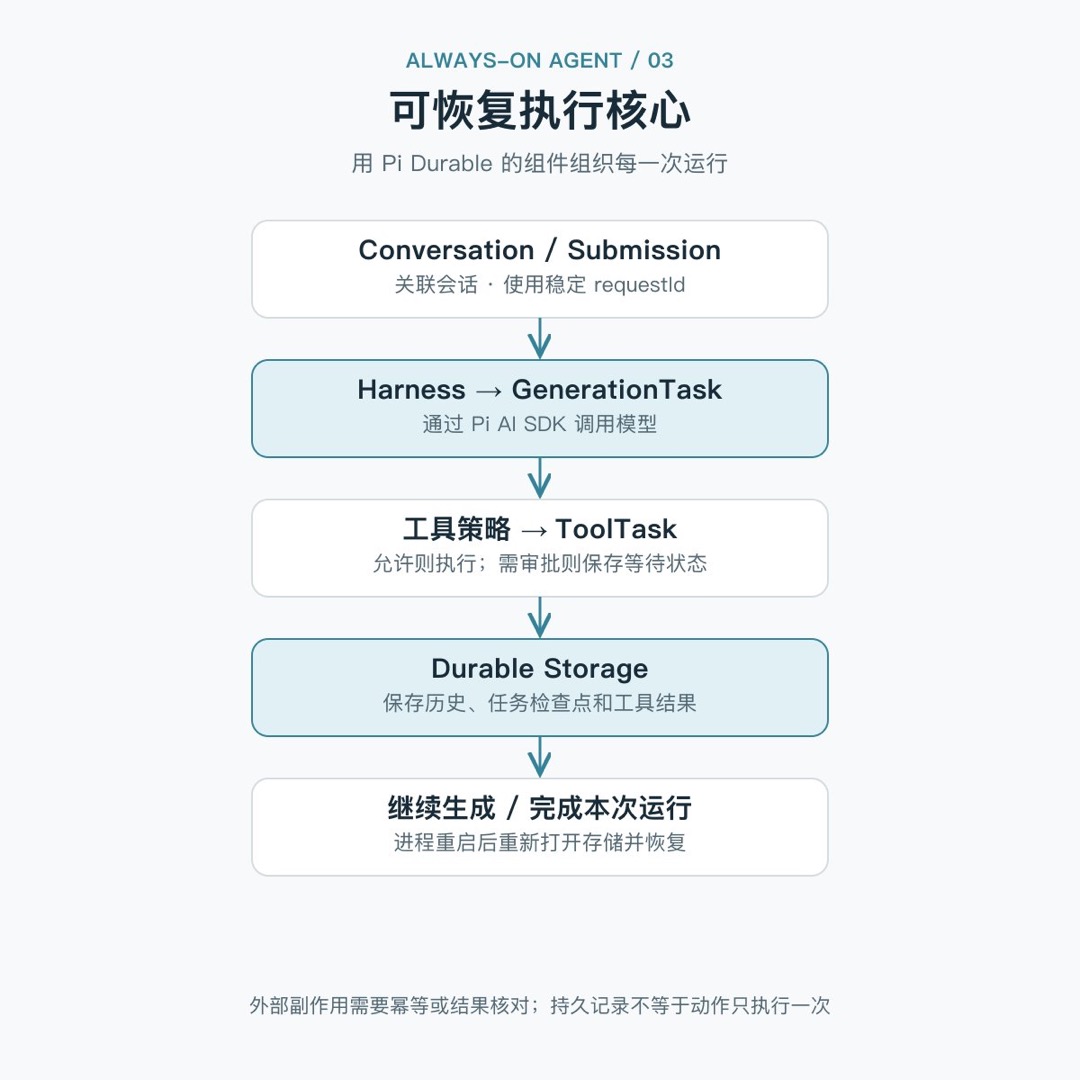 ALWAYS–ON AGENT / 03
可恢复执行核心
用 Pi Durable 的组件组织每一次运行
Conversation / Submission
关联会话 · 使用稳定 requestId
Harness → GenerationTask
通过 Pi AI SDK 调用模型
工具策略 → ToolTask
允许则执行；需审批则保存等待状态
Durable Storage
保存历史、任务检查点和工具结果
继续生成 / 完成本次运行
进程重启后重新打开存储并恢复
外部副作用需要幂等或结果核对；持久记录不等于动作只执行一次